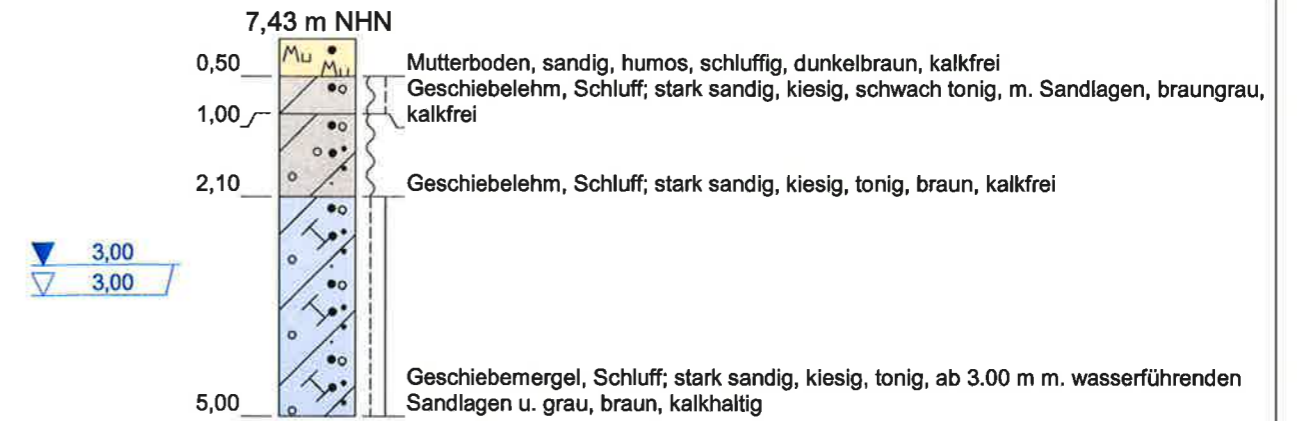 7,43 m NHN
Mu
Mu
0,50
Mutterboden, sandig, humos, schluffig, dunkelbraun, kalkfrei
Geschiebelehm, Schluff; stark sandig, kiesig, schwach tonig, m. Sandlagen, braungrau,
1,00
kalkfrei
2,10
Geschiebelehm, Schluff; stark sandig, kiesig, tonig, braun, kalkfrei
3,00
3,00
Geschiebemergel, Schluff; stark sandig, kiesig, tonig, ab 3.00 m m. wasserführenden
5,00
Sandlagen u. grau, braun, kalkhaltig